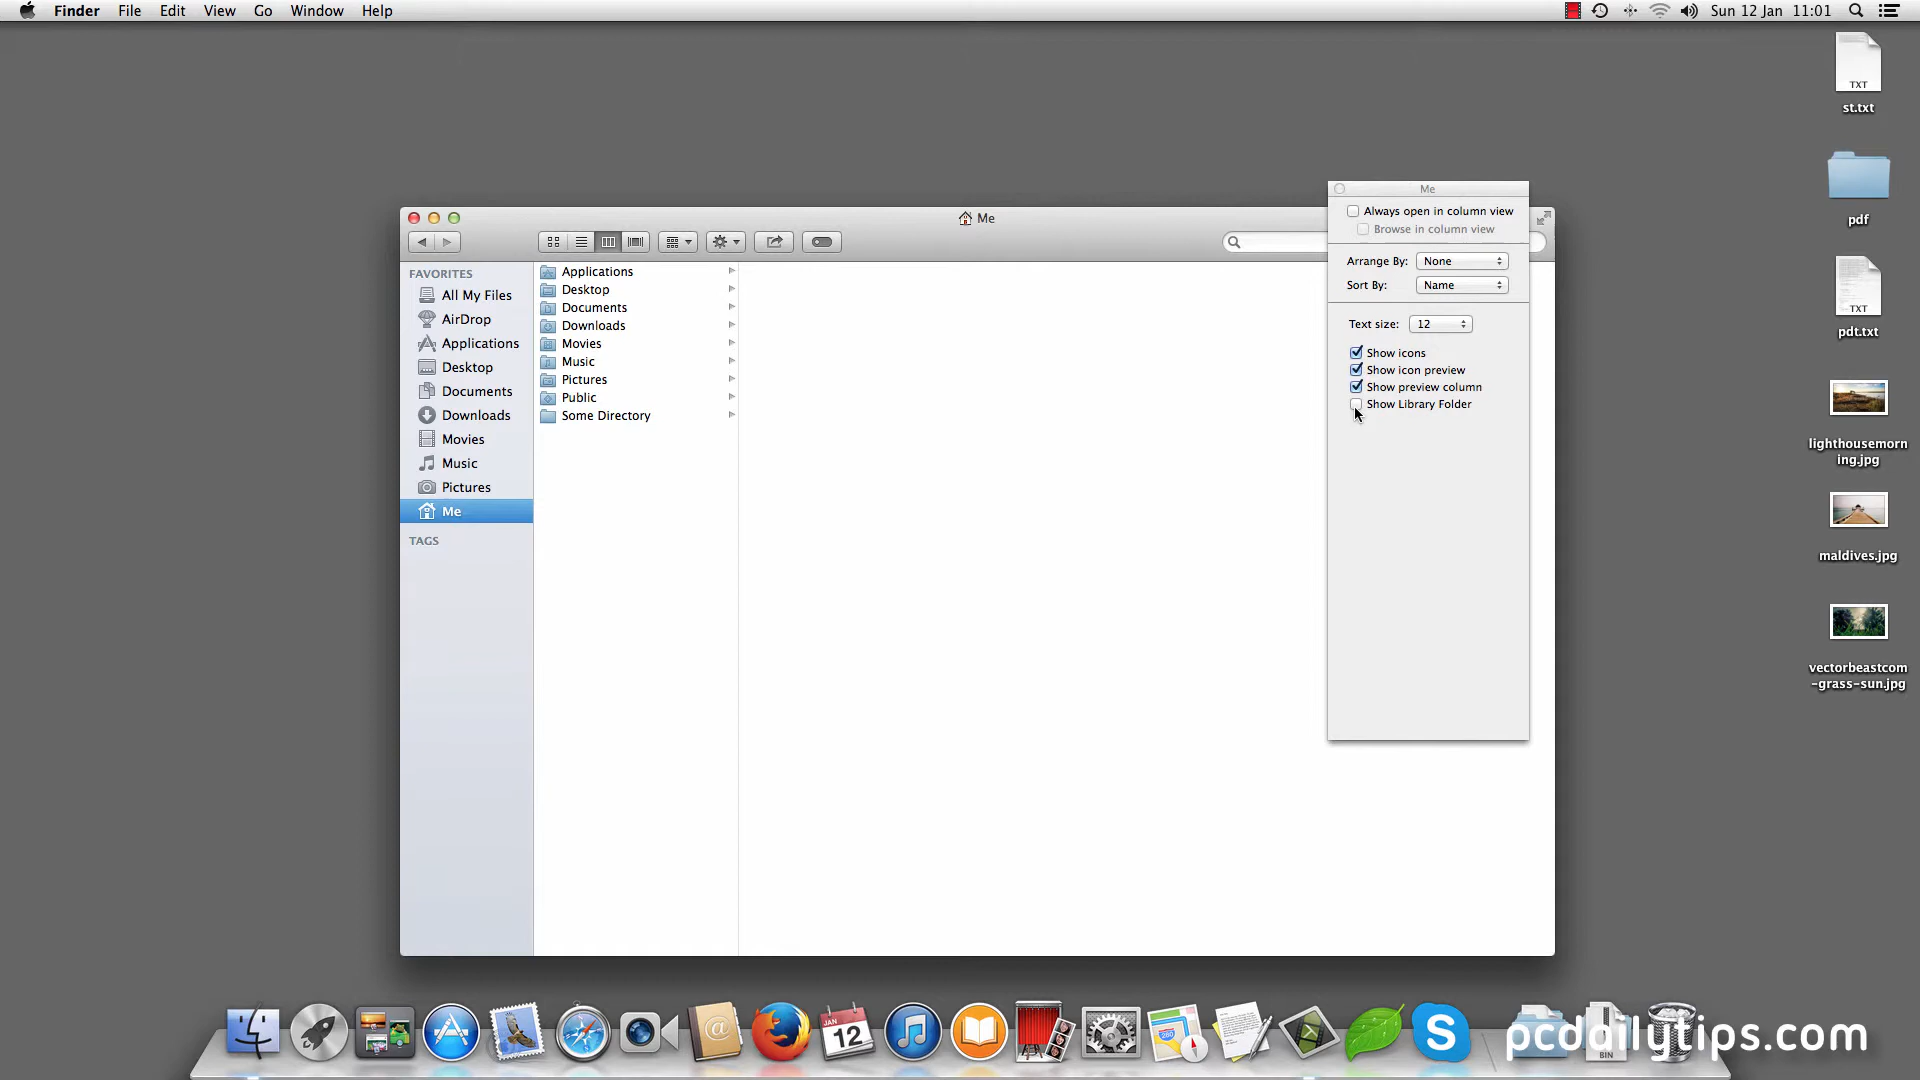 Finder File Edit View Go Window Help
Sun 12 Jan 11:01
Me
FAVORITES
All My Files
AirDrop
Applications
Desktop
Documents
Downloads
Movies
Music
Pictures
Me
TAGS
Applications
Desktop
Documents
Downloads
Movies
Music
Pictures
Public
Some Directory
Me
Always open in column view
Browse in column view
Arrange By: None
Sort By: Name
Text size: 12
Show icons
Show icon preview
Show preview column
Show Library Folder
TXT
st.txt
pdf
TXT
pdt.txt
lighthousemorn
ing.jpg
maldives.jpg
vectorbeastcom
-grass-sun.jpg
@
JAN
12
280
S
BIN
pcdailytips.com